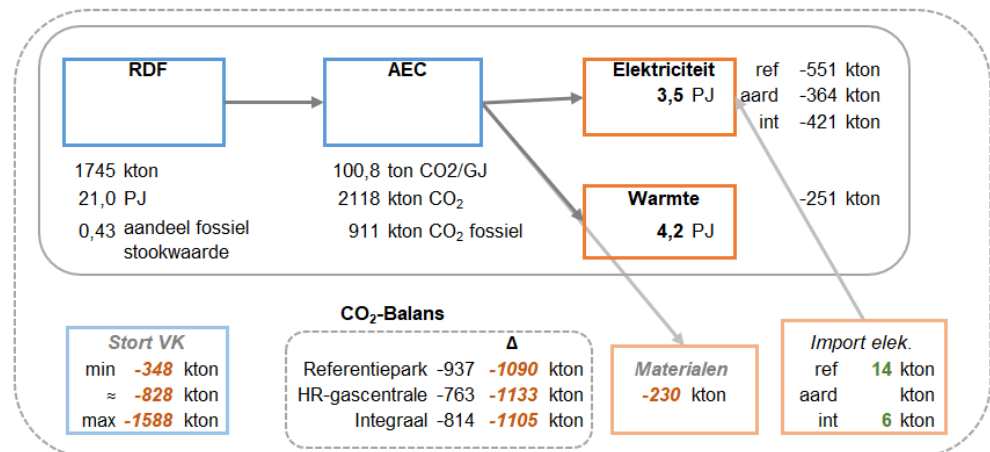 RDF
AEC
Elektriciteit
3,5 PJ
ref -551 kton
aard -364 kton
int -421 kton
1745 kton
21,0 PJ
0,43 aandeel fossiel
stookwaarde
100,8 ton CO2/GJ
2118 kton CO₂
911 kton CO₂ fossiel
Warmte
4,2 PJ
-251 kton
Stort VK
min -348 kton
≈ -828 kton
max -1588 kton
CO₂-Balans
Δ
Referentiepark -937 -1090 kton
HR-gascentrale -763 -1133 kton
Integraal -814 -1105 kton
Materialen
-230 kton
Import elek.
ref 14 kton
aard kton
int 6 kton